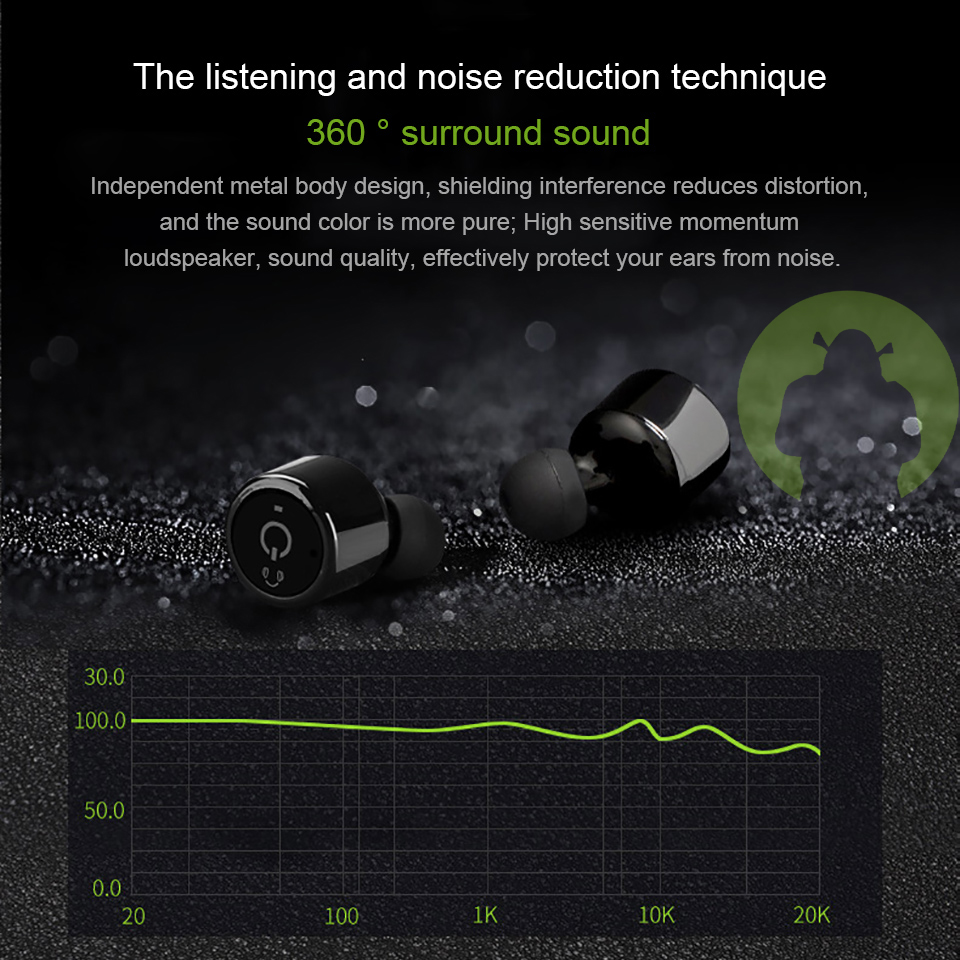 The listening and noise reduction technique
360 ° surround sound
Independent metal body design, shielding interference reduces distortion,
and the sound color is more pure; High sensitive momentum
loudspeaker, sound quality, effectively protect your ears from noise.
30.0
100.0
50.0
0.0
20 100 1K 10K 20K